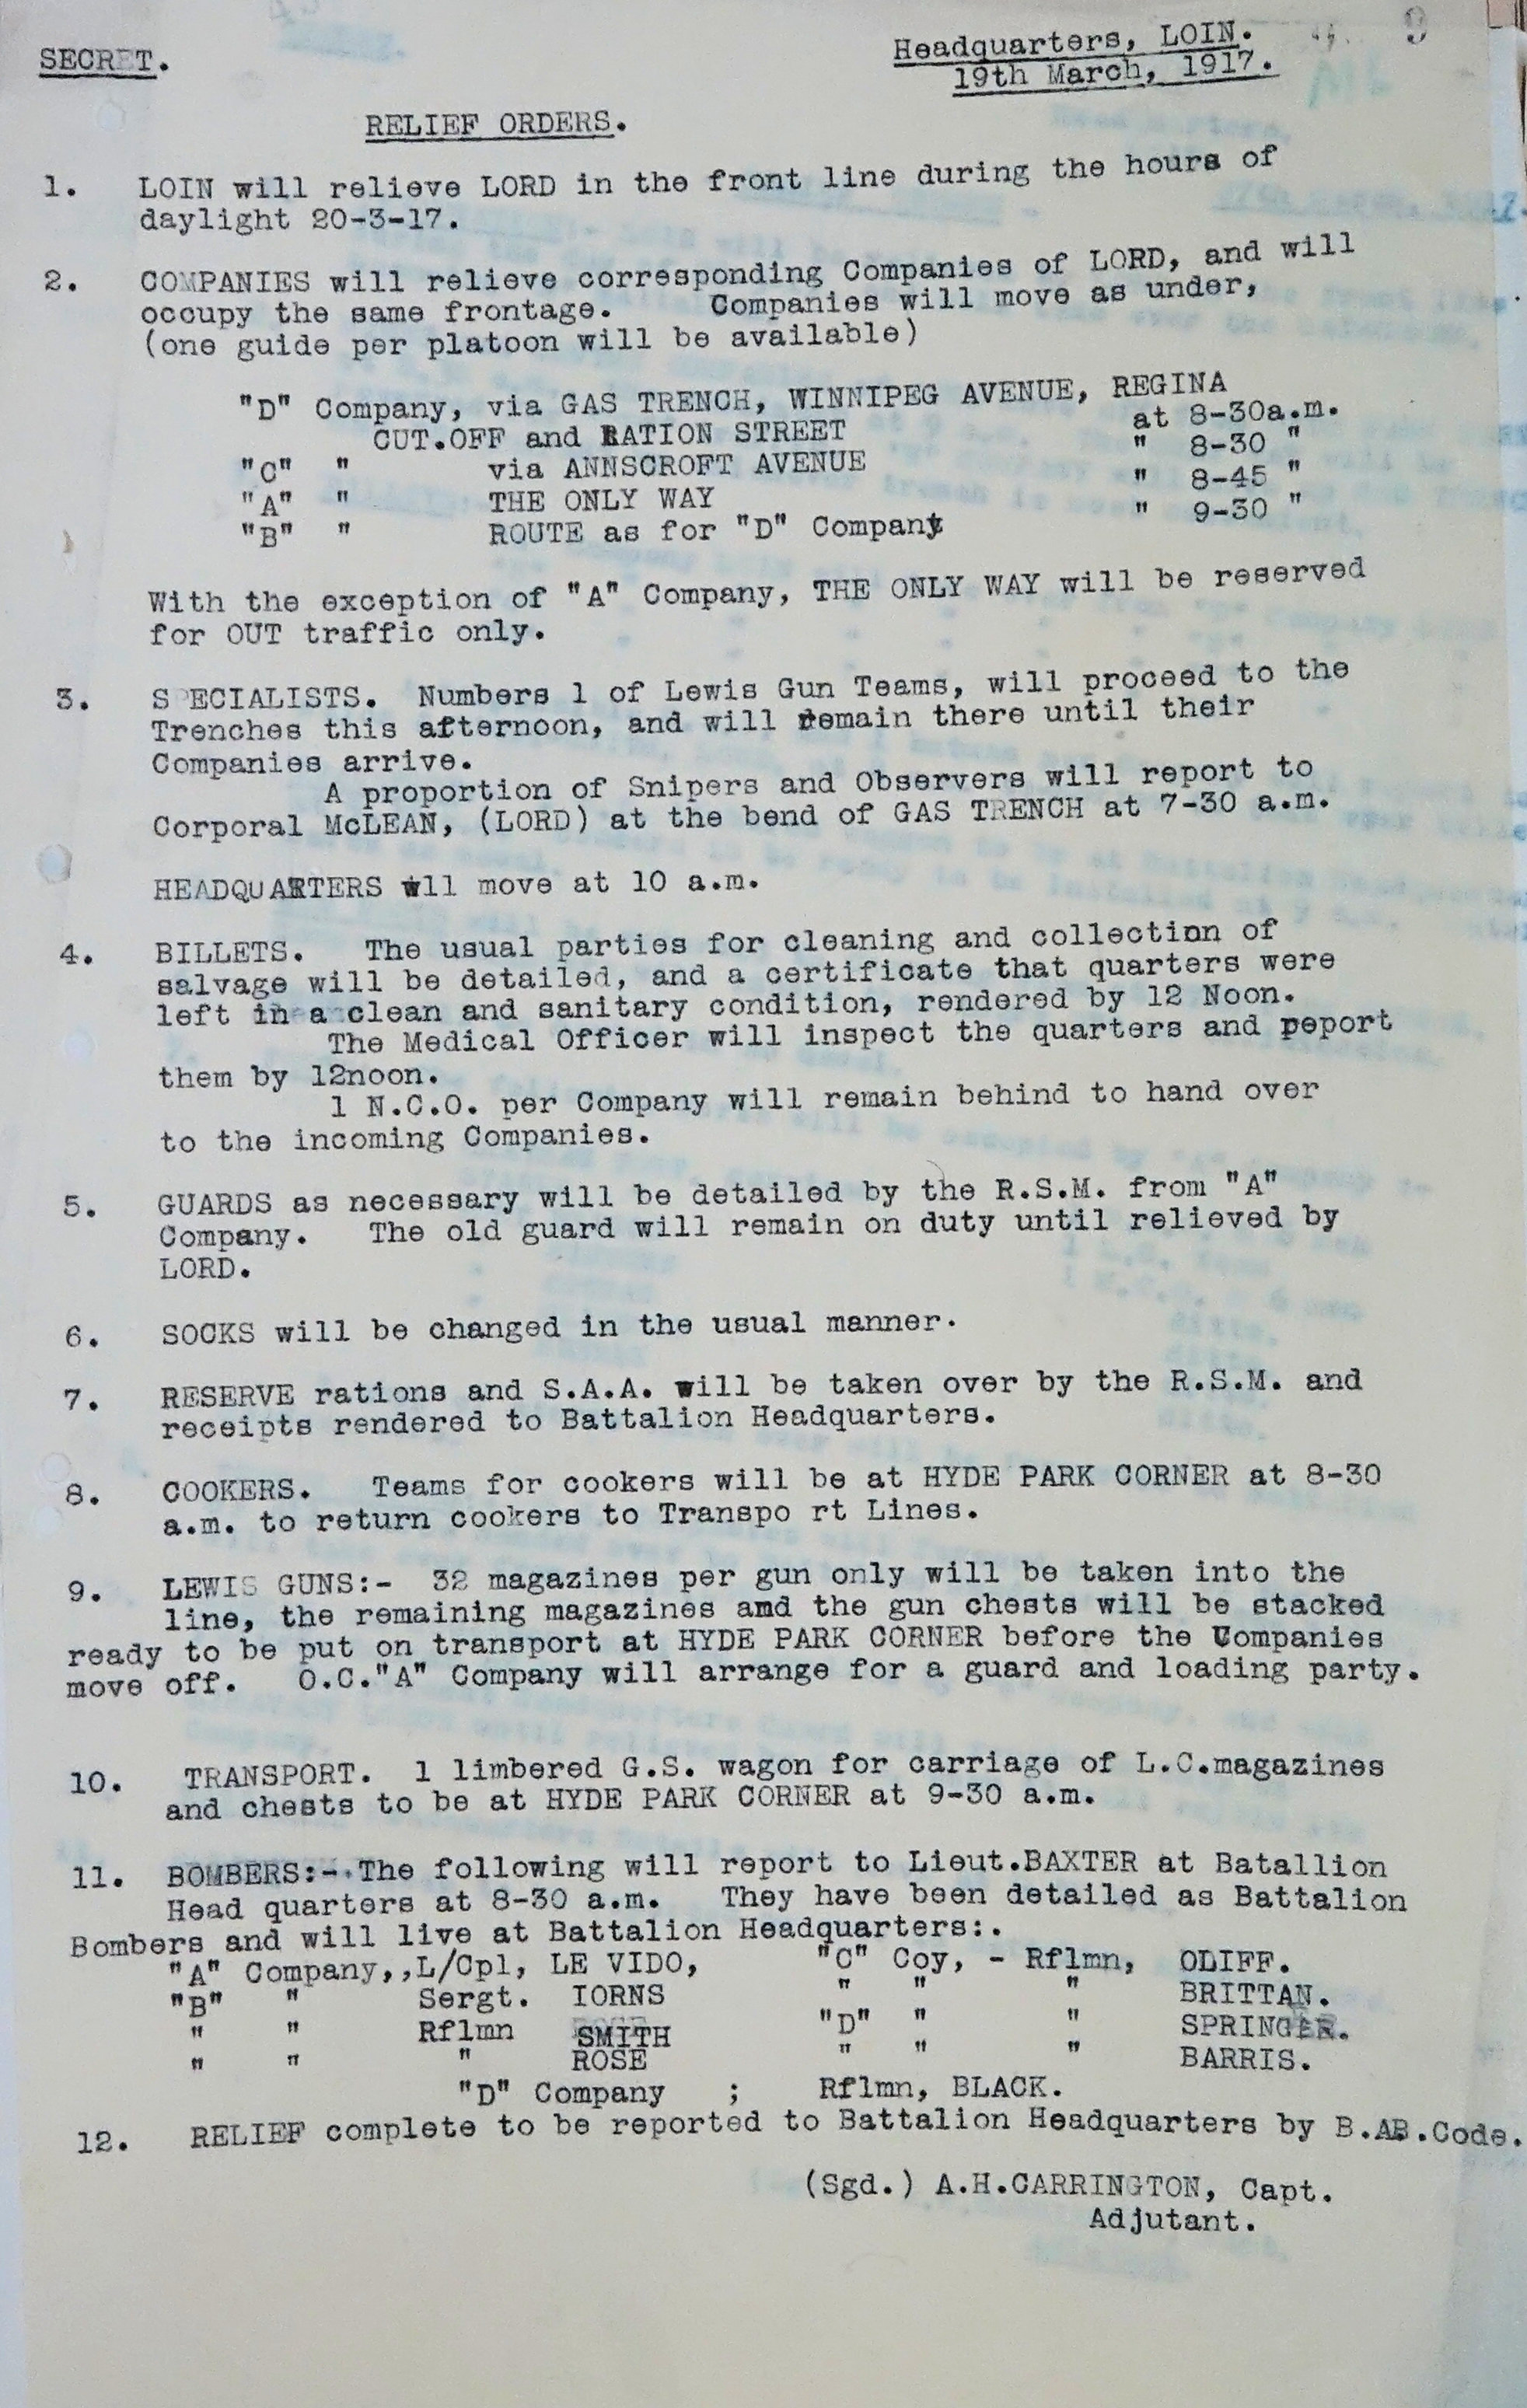 SECRET.
Headquarters, LOIN.
9
19th March, 1917.
RELIEF ORDERS.
1. LOIN will relieve LORD in the front line during the hours of
daylight 20-3-17.
2. COMPANIES will relieve corresponding Companies of LORD, and will
occupy the same frontage. Companies will move as under,
(one guide per platoon will be available)
"D" Company, via GAS TRENCH, WINNIPEG AVENUE, REGINA
CUT.OFF and RATION STREET at 8-30a.m.
"C" " via ANNSCROFT AVENUE " 8-30 "
"A" " THE ONLY WAY " 8-45 "
"B" " ROUTE as for "D" Company " 9-30 "
With the exception of "A" Company, THE ONLY WAY will be reserved
for OUT traffic only.
3. SPECIALISTS. Numbers 1 of Lewis Gun Teams, will proceed to the
Trenches this afternoon, and will remain there until their
Companies arrive.
A proportion of Snipers and Observers will report to
Corporal McLEAN, (LORD) at the bend of GAS TRENCH at 7-30 a.m.
HEADQUARTERS wll move at 10 a.m.
4. BILLETS. The usual parties for cleaning and collection of
salvage will be detailed, and a certificate that quarters were
left in a clean and sanitary condition, rendered by 12 Noon.
The Medical Officer will inspect the quarters and report
them by 12noon.
1 N.C.O. per Company will remain behind to hand over
to the incoming Companies.
5. GUARDS as necessary will be detailed by the R.S.M. from "A"
Company. The old guard will remain on duty until relieved by
LORD.
6. SOCKS will be changed in the usual manner.
7. RESERVE rations and S.A.A. will be taken over by the R.S.M. and
receipts rendered to Battalion Headquarters.
8. COOKERS. Teams for cookers will be at HYDE PARK CORNER at 8-30
a.m. to return cookers to Transpo rt Lines.
9. LEWIS GUNS:- 32 magazines per gun only will be taken into the
line, the remaining magazines and the gun chests will be stacked
ready to be put on transport at HYDE PARK CORNER before the Companies
move off. O.C."A" Company will arrange for a guard and loading party.
10. TRANSPORT. 1 limbered G.S. wagon for carriage of L.C.magazines
and chests to be at HYDE PARK CORNER at 9-30 a.m.
11. BOMBERS:-.The following will report to Lieut.BAXTER at Batallion
Head quarters at 8-30 a.m. They have been detailed as Battalion
Bombers and will live at Battalion Headquarters:.
"A" Company,,L/Cpl, LE VIDO, "C" Coy, - Rflmn, ODIFF.
"B" " Sergt. IORNS " " " BRITTAN.
" " Rflmn SMITH "D" " " SPRINGER.
" " " ROSE " " " BARRIS.
"D" Company ; Rflmn, BLACK.
12. RELIEF complete to be reported to Battalion Headquarters by B.AB.Code.
(Sgd.) A.H.CARRINGTON, Capt.
Adjutant.